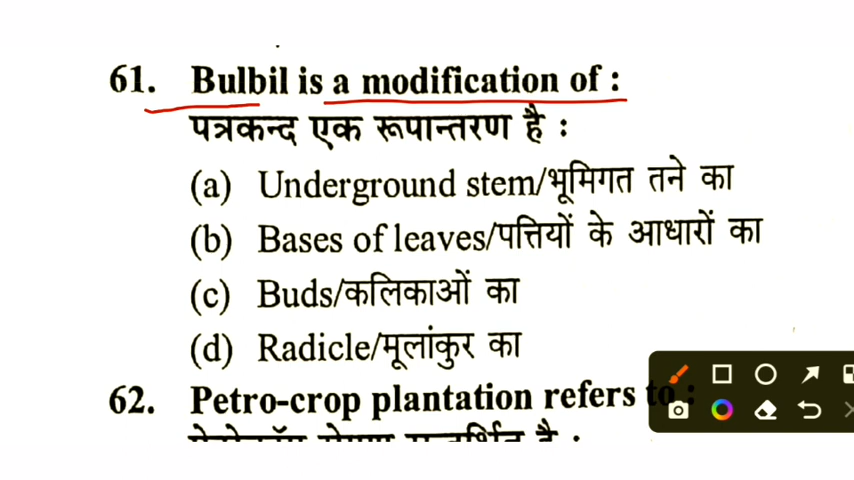 61. Bulbil is a modification of :
पत्रकन्द एक रूपान्तरण है :
(a) Underground stem/भूमिगत तने का
(b) Bases of leaves/पत्तियों के आधारों का
(c) Buds/कलिकाओं का
(d) Radicle/मूलांकुर का
62. Petro-crop plantation refers to :